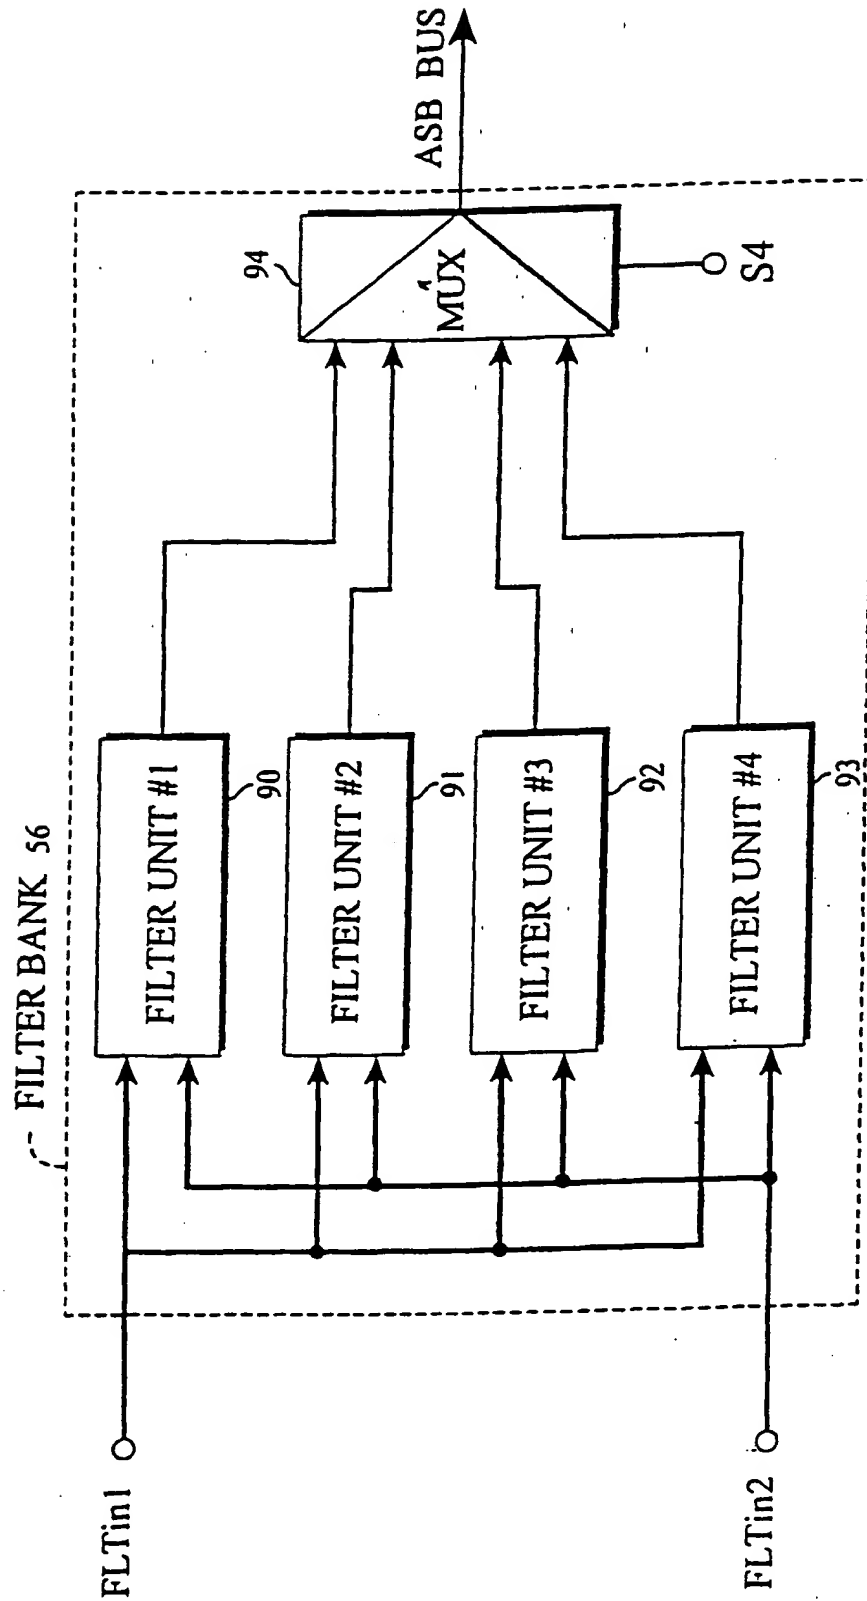 FILTER BANK 56
FLTin1
FLTin2
FILTER UNIT #1
90
FILTER UNIT #2
91
FILTER UNIT #3
92
FILTER UNIT #4
93
94
MUX
S4
ASB BUS